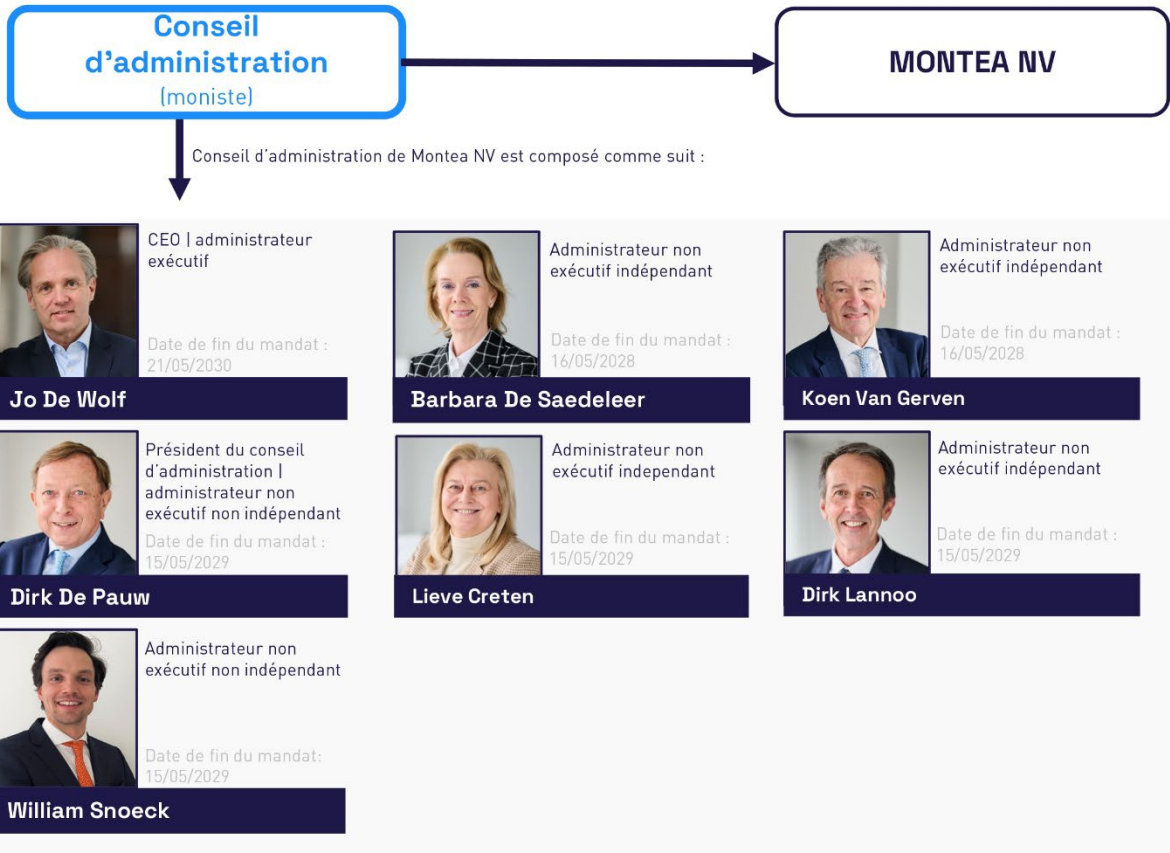 Conseil
d'administration
(moniste)
MONTEA NV
Conseil d'administration de Montea NV est composé comme suit :
CEO | administrateur
exécutif
Date de fin du mandat :
21/05/2030
Jo De Wolf
Administrateur non
exécutif indépendant
Date de fin du mandat :
16/05/2028
Barbara De Saedeleer
Administrateur non
exécutif indépendant
Date de fin du mandat :
16/05/2028
Koen Van Gerven
Président du conseil
d'administration |
administrateur non
exécutif non indépendant
Date de fin du mandat :
15/05/2029
Dirk De Pauw
Administrateur non
exécutif independant
Date de fin du mandat :
15/05/2029
Lieve Creten
Administrateur non
exécutif indépendant
Date de fin du mandat :
15/05/2029
Dirk Lannoo
Administrateur non
exécutif non indépendant
Date de fin du mandat:
15/05/2029
William Snoeck